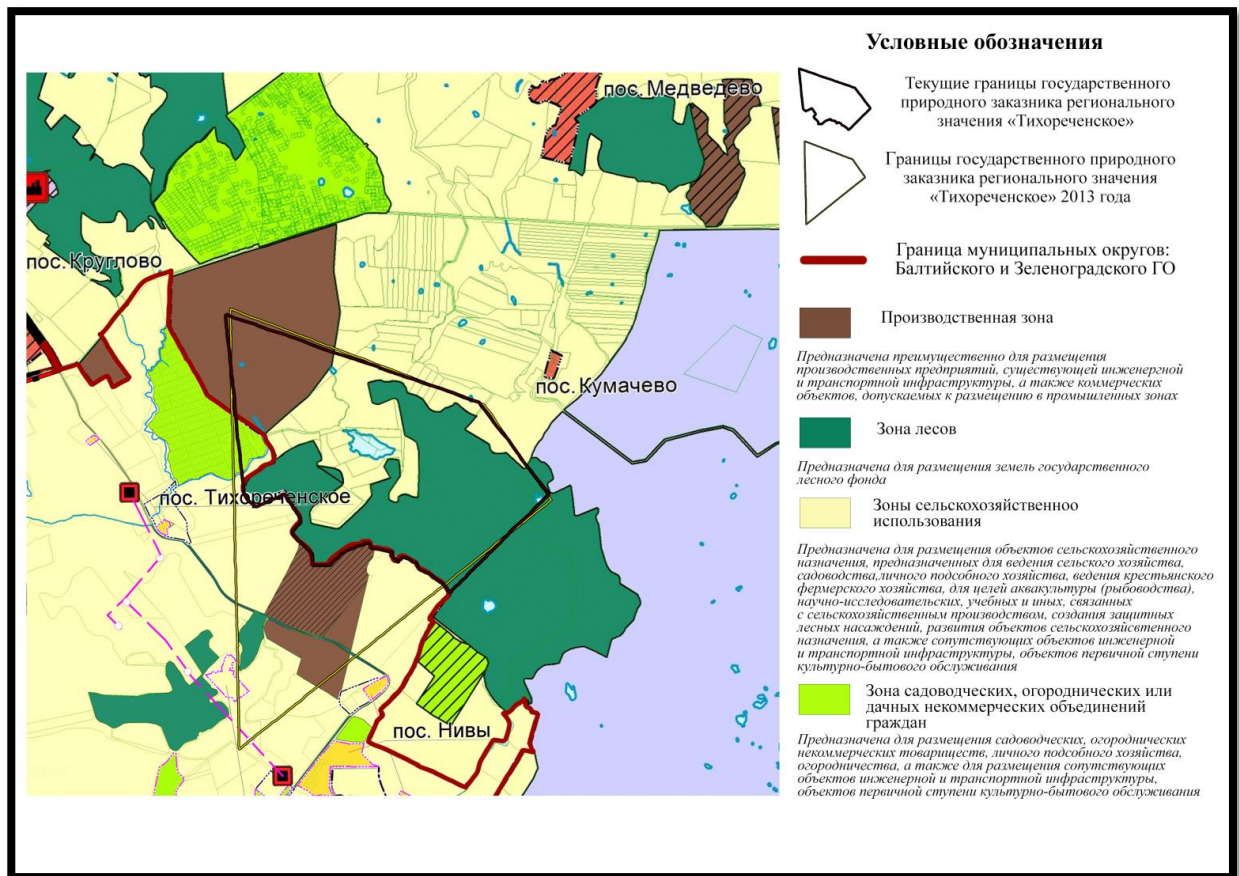 Условные обозначения
Текущие границы государственного
природного заказника регионального
значения «Тихореченское»
Границы государственного природного
заказника регионального значения
«Тихореченское» 2013 года
Граница муниципальных округов:
Балтийского и Зеленоградского ГО
Производственная зона
Предназначена преимущественно для размещения
производственных предприятий, существующей инженергной
и транспортной инфраструктуры, а также коммерческих
объектов, допускаемых к размещению в промышленных зонах
Зона лесов
Предназначена для размещения земель государственного
лесного фонда
Зоны сельскохозяйственноо
использования
Предназначена для размещения объектов сельскохозяйственного
назначения, предназначенных для ведения сельского хозяйства,
садоводства,личного подсобного хозяйства, ведения крестьянского
фермерского хозяйства, для целей аквакультуры (рыбоводства),
научно-исследовательских, учебных и иных, связанных
с сельскохозяйственным производством, создания защитных
лесных насаждений, развития объектов сельскохозяйсвтенного
назначения, а также сопутствующих объектов инженерной
и транспортной инфраструктуры, объектов первичной ступени
культурно-бытового обслуживания
Зона садоводческих, огороднических или
дачных некоммерческих объединений
граждан
Предназначена для размещения садоводческих, огороднических
некоммерческих товариществ, личного подсобного хозяйства,
огородничества, а также для размещения сопутствующих
объектов инженерной и транспортной инфраструктуры,
объектов первичной ступени культурно-бытового обслуживания
пос. Медведево
пос. Круглово
пос. Кумачево
пос. Тихореченское
пос. Нивы